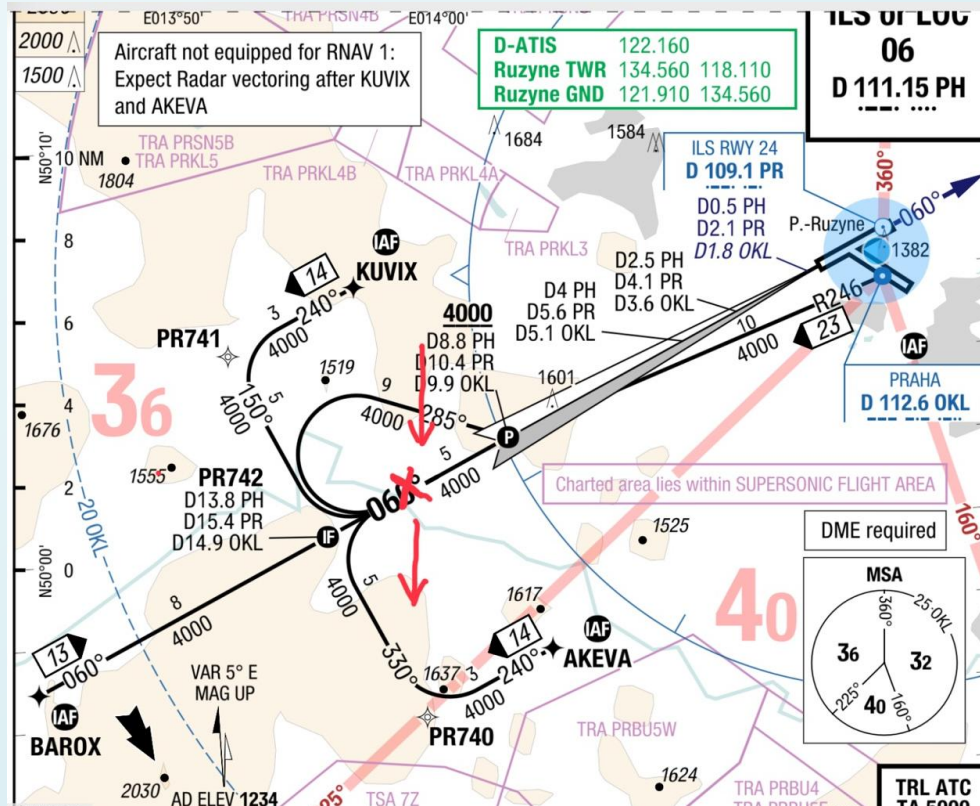 2000
1500
E013°50'
TRA PRSN4B
E014°00'
ILS or LOC
06
D 111.15 PH
Aircraft not equipped for RNAV 1:
Expect Radar vectoring after KUVIX
and AKEVA
D-ATIS 122.160
Ruzyne TWR 134.560 118.110
Ruzyne GND 121.910 134.560
1684
1584
N50°10'
10 NM
TRA PRSN5B
TRA PRKL5
1804
TRA PRKL4B
TRA PRKL4A
TRA PRKL3
ILS RWY 24
D 109.1 PR
360°
060°
D0.5 PH
D2.1 PR
D1.8 OKL
P.-Ruzyne
1382
8
IAF
KUVIX
14
240°
3
4000
D2.5 PH
D4.1 PR
D3.6 OKL
D4 PH
D5.6 PR
D5.1 OKL
R246
10
4000
23
IAF
6
PR741
4000
D8.8 PH
D10.4 PR
D9.9 OKL
1519
9
4000
285°
1601
P
PRAHA
D 112.6 OKL
150°
5
4000
36
4
1676
1555
PR742
D13.8 PH
D15.4 PR
D14.9 OKL
5
4000
060°
IF
2
Charted area lies within SUPERSONIC FLIGHT AREA
160°
20 OKL
1525
DME required
N50°00'
0
8
4000
5
4000
330°
1617
40
MSA
360°
25 OKL
36
32
40
225°
160°
13
060°
IAF
BAROX
VAR 5° E
MAG UP
1637
3
4000
14
240°
IAF
AKEVA
PR740
TRA PRBU5W
2030
AD ELEV 1234
TSA 7Z
1624
TRA PRBU4
TRL ATC